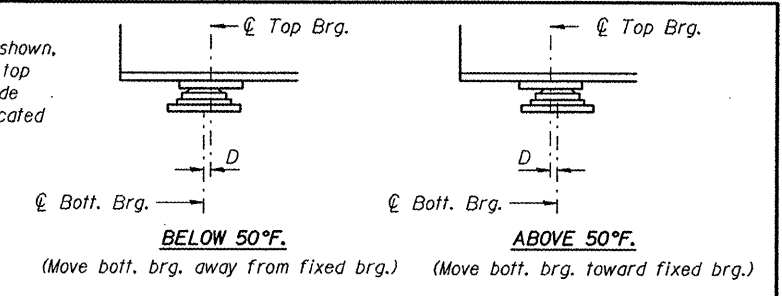 ℄ Top Brg.
℄ Top Brg.
shown,
top
de
cated
D
D
℄ Bott. Brg.
℄ Bott. Brg.
BELOW 50°F.
ABOVE 50°F.
(Move bott. brg. away from fixed brg.)
(Move bott. brg. toward fixed brg.)